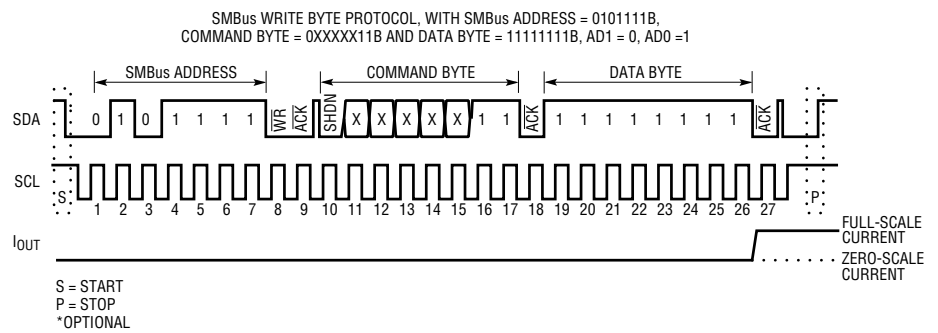 SMBus WRITE BYTE PROTOCOL, WITH SMBus ADDRESS = 0101111B,
COMMAND BYTE = 0XXXXX11B AND DATA BYTE = 11111111B, AD1 = 0, AD0 =1
SMBus ADDRESS COMMAND BYTE DATA BYTE
SDA 0 1 0 1 1 1 1 WR ACK SHDN X X X X X 1 1 ACK 1 1 1 1 1 1 1 1 ACK
SCL S P
1 2 3 4 5 6 7 8 9 10 11 12 13 14 15 16 17 18 19 20 21 22 23 24 25 26 27
IOUT
FULL-SCALE
CURRENT
ZERO-SCALE
CURRENT
S = START
P = STOP
*OPTIONAL